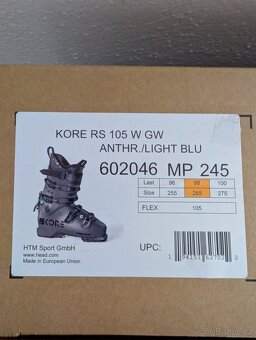 KORE RS 105 W GW
ANTHR./LIGHT BLU
602046 MP 245
Last 96 98 100
Size 255 265 275
FLEX 105
KORE
HTM Sport GmbH
www.head.com
Made in European Union
UPC: